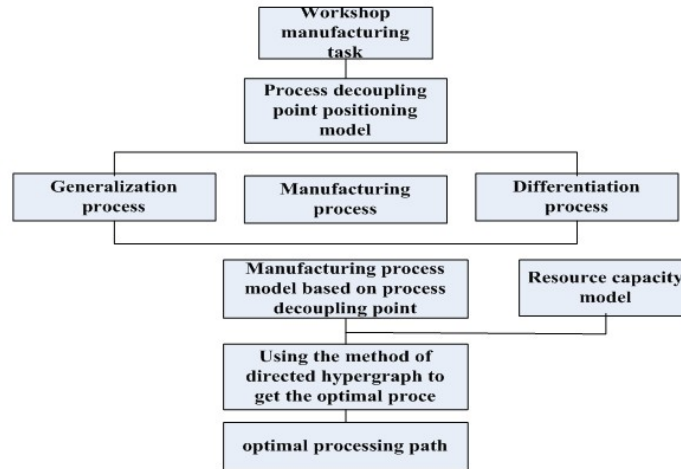 Workshop
manufacturing
task
Process decoupling
point positioning
model
Generalization
process
Manufacturing
process
Differentiation
process
Manufacturing process
model based on process
decoupling point
Resource capacity
model
Using the method of
directed hypergraph to
get the optimal proce
optimal processing path